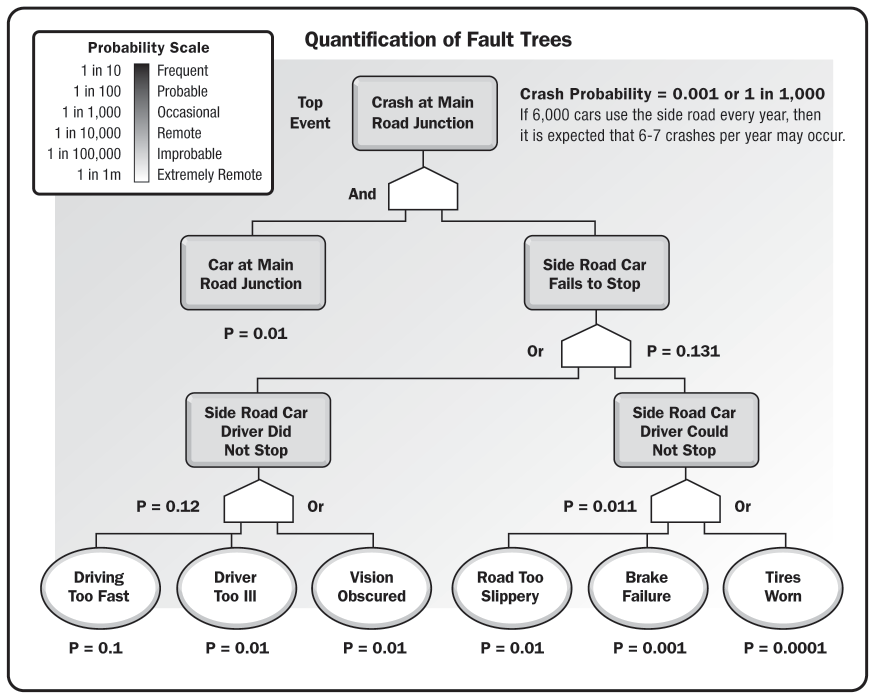 Quantification of Fault Trees
Probability Scale
1 in 10 Frequent
1 in 100 Probable
1 in 1,000 Occasional
1 in 10,000 Remote
1 in 100,000 Improbable
1 in 1m Extremely Remote
Top
Event
Crash at Main
Road Junction
Crash Probability = 0.001 or 1 in 1,000
If 6,000 cars use the side road every year, then
it is expected that 6-7 crashes per year may occur.
And
Car at Main
Road Junction
P = 0.01
Side Road Car
Fails to Stop
Or
P = 0.131
Side Road Car
Driver Did
Not Stop
P = 0.12
Or
Side Road Car
Driver Could
Not Stop
P = 0.011
Or
Driving
Too Fast
P = 0.1
Driver
Too Ill
P = 0.01
Vision
Obscured
P = 0.01
Road Too
Slippery
P = 0.01
Brake
Failure
P = 0.001
Tires
Worn
P = 0.0001